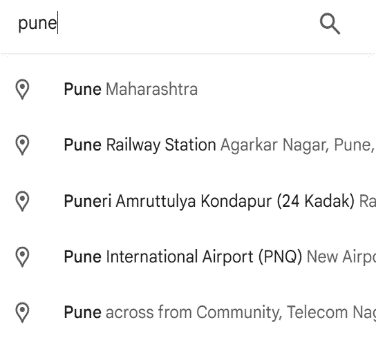 pune
Pune Maharashtra
Pune Railway Station Agarkar Nagar, Pune,
Puneri Amruttulya Kondapur (24 Kadak) Ra
Pune International Airport (PNQ) New Airpo
Pune across from Community, Telecom Nag